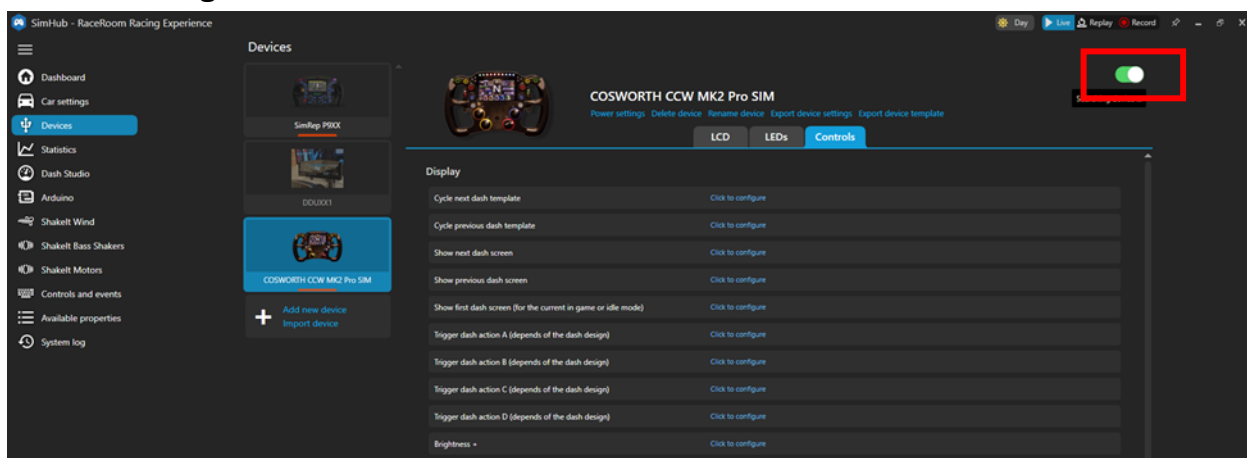 SimHub - RaceRoom Racing Experience
Day
Live
Replay
Record
Dashboard
Car settings
Devices
Statistics
Dash Studio
Arduino
ShakeIt Wind
ShakeIt Bass Shakers
ShakeIt Motors
Controls and events
Available properties
System log
Devices
SimRep P9XX
DDUXX1
COSWORTH CCW MK2 Pro SIM
Add new device
Import device
COSWORTH CCW MK2 Pro SIM
Power settings Delete device Rename device Export device settings Export device template
LCD
LEDs
Controls
Display
Cycle next dash template Click to configure
Cycle previous dash template Click to configure
Show next dash screen Click to configure
Show previous dash screen Click to configure
Show first dash screen (for the current in game or idle mode) Click to configure
Trigger dash action A (depends of the dash design) Click to configure
Trigger dash action B (depends of the dash design) Click to configure
Trigger dash action C (depends of the dash design) Click to configure
Trigger dash action D (depends of the dash design) Click to configure
Brightness + Click to configure